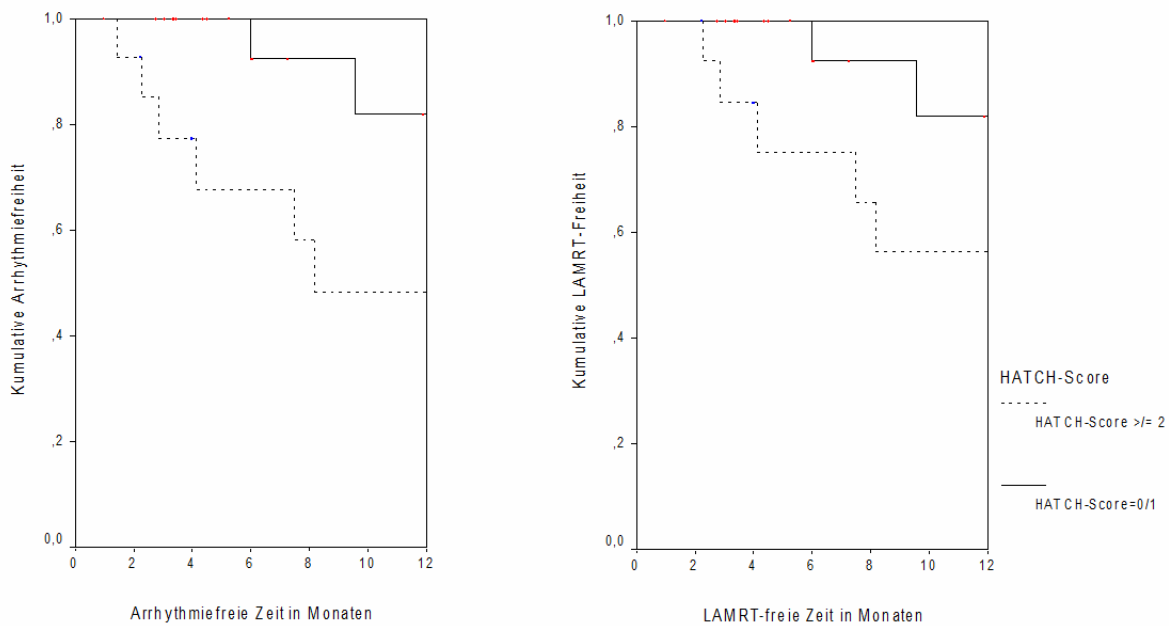 Kumulative Arrhythmiefreiheit
1,0
,8
,6
,4
,2
0,0
0 2 4 6 8 10 12
Arrhythmiefreie Zeit in Monaten
Kumulative LAMRT-Freiheit
1,0
,8
,6
,4
,2
0,0
0 2 4 6 8 10 12
LAMRT-freie Zeit in Monaten
HATCH-Score
HATCH-Score >/= 2
HATCH-Score=0/1